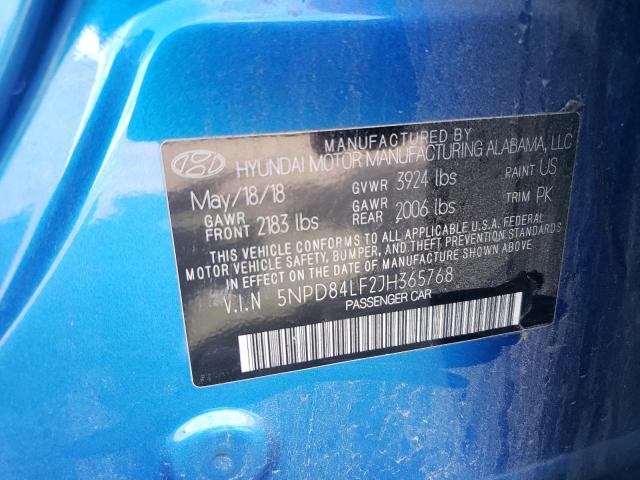 MANUFACTURED BY
HYUNDAI MOTOR MANUFACTURING ALABAMA, LLC
May/18/18 GVWR 3924 lbs PAINT US
GAWR FRONT 2183 lbs GAWR REAR 2006 lbs TRIM PK
THIS VEHICLE CONFORMS TO ALL APPLICABLE U.S.A. FEDERAL
MOTOR VEHICLE SAFETY, BUMPER, AND THEFT PREVENTION
STANDARDS IN EFFECT ON THE DATE OF MANUFACTURE SHOWN ABOVE.
V.I.N 5NPD84LF2JH365768
PASSENGER CAR